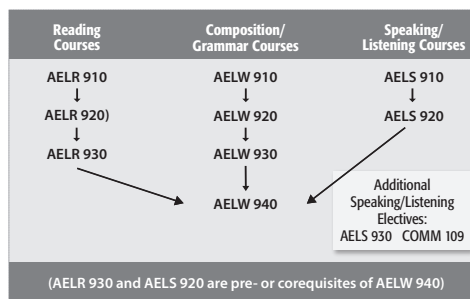 Reading
Courses
Composition/
Grammar Courses
Speaking/
Listening Courses
AELR 910
AELW 910
AELS 910
AELR 920)
AELW 920
AELS 920
AELR 930
AELW 930
AELW 940
Additional
Speaking/Listening
Electives:
AELS 930 COMM 109
(AELR 930 and AELS 920 are pre- or corequisites of AELW 940)